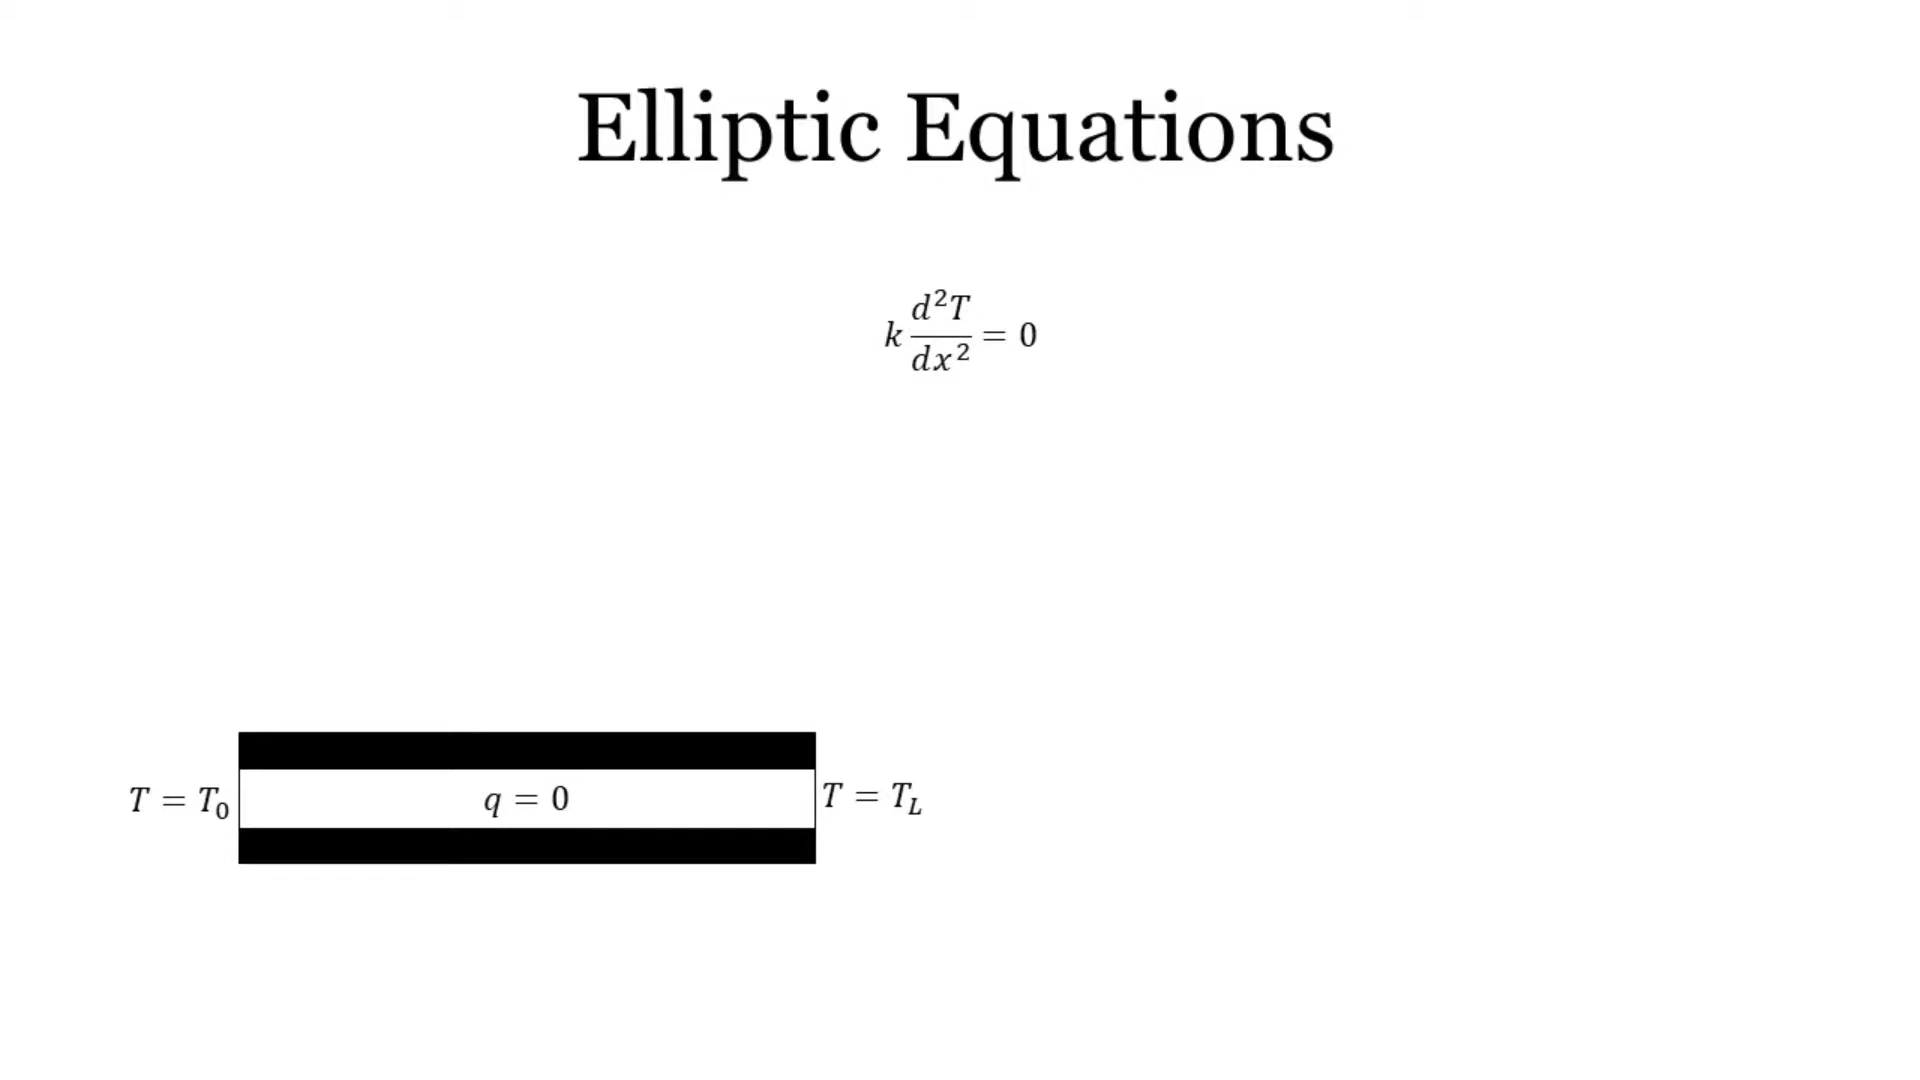 Elliptic Equations
k d²T/dx² = 0
T = T₀
q = 0
T = T_L